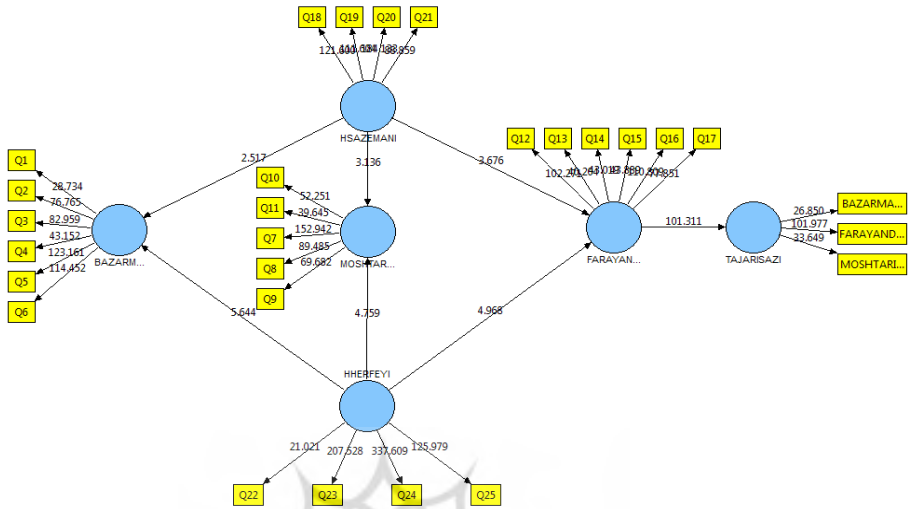 Q18
Q19
Q20
Q21
121.600
HSAZEMANI
2.517
3.136
3.676
Q1
Q2
Q3
Q4
Q5
Q6
28.734
76.765
82.959
43.152
123.161
114.452
BAZARM...
Q10
Q11
Q7
Q8
Q9
52.251
39.645
152.942
89.485
69.682
MOSHTAR...
Q12
Q13
Q14
Q15
Q16
Q17
102.271
FARAYAN...
101.311
TAJARISAZI
26.850
101.977
33.649
BAZARMA...
FARAYAND...
MOSHTARI...
5.644
4.759
4.968
HHERFEYI
21.021
207.528
337.609
125.979
Q22
Q23
Q24
Q25